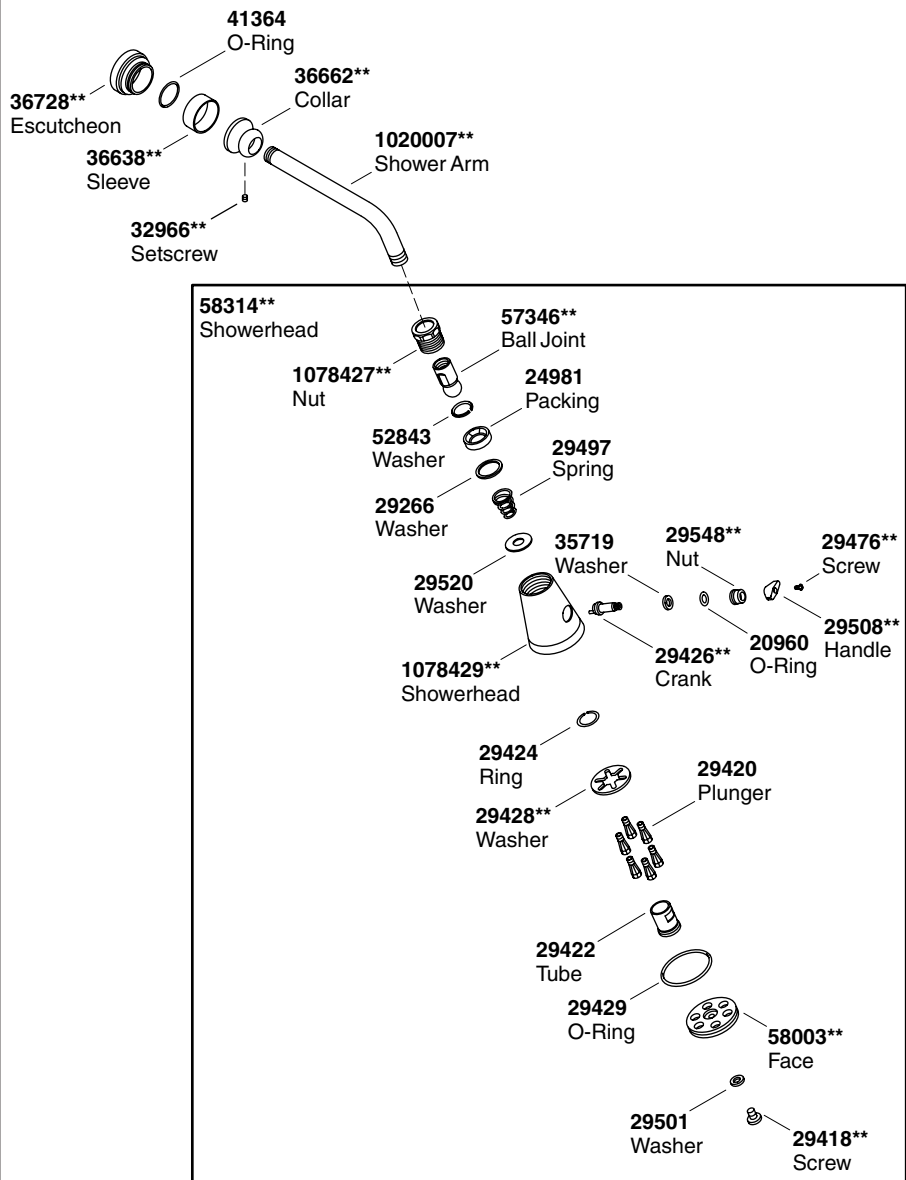 41364
O-Ring
36662**
Collar
36728**
Escutcheon
1020007**
Shower Arm
36638**
Sleeve
32966**
Setscrew
58314**
Showerhead
57346**
Ball Joint
1078427**
Nut
24981
Packing
52843
Washer
29497
Spring
29266
Washer
35719
Washer
29548**
Nut
29476**
Screw
29520
Washer
29508**
Handle
20960
O-Ring
29426**
Crank
1078429**
Showerhead
29424
Ring
29420
Plunger
29428**
Washer
29422
Tube
29429
O-Ring
58003**
Face
29501
Washer
29418**
Screw